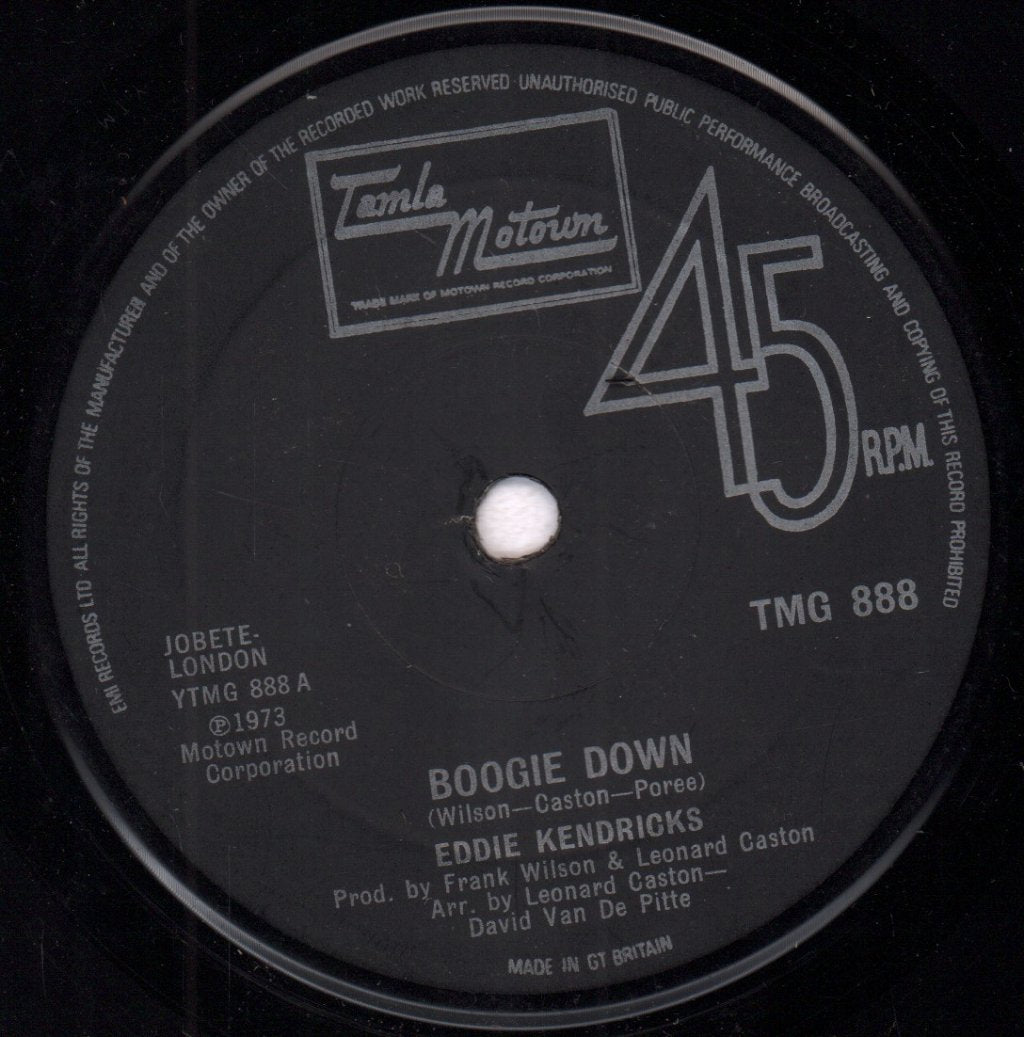 EMI RECORDS LTD ALL RIGHTS OF THE MANUFACTURER AND OF THE OWNER OF THE RECORDED WORK RESERVED UNAUTHORISED PUBLIC PERFORMANCE BROADCASTING AND COPYING OF THIS RECORD PROHIBITED
Tamla
Motown
TRADE MARK OF MOTOWN RECORD CORPORATION
45
R.P.M.
TMG 888
JOBETE-
LONDON
YTMG 888 A
℗1973
Motown Record
Corporation
BOOGIE DOWN
(Wilson—Caston—Poree)
EDDIE KENDRICKS
Prod. by Frank Wilson & Leonard Caston
Arr. by Leonard Caston—
David Van De Pitte
MADE IN GT BRITAIN